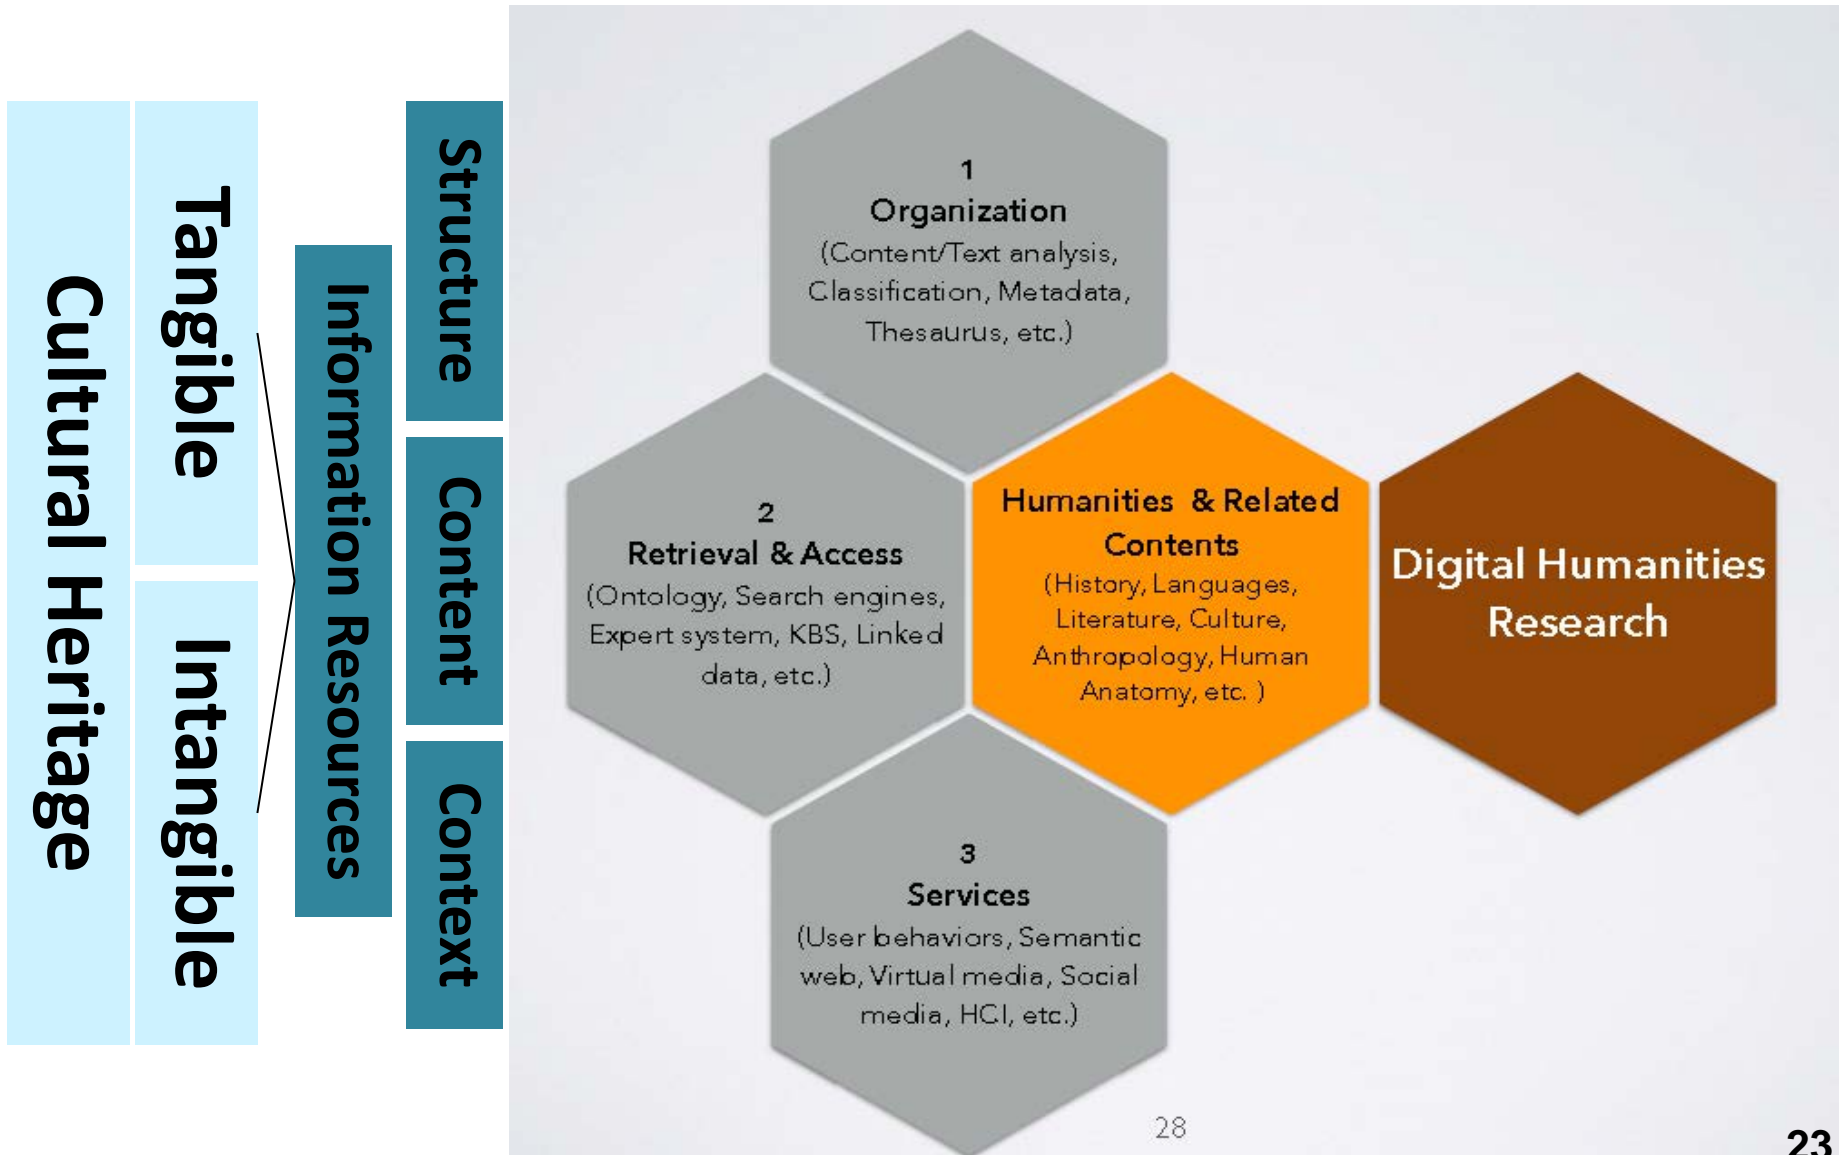 Cultural Heritage
Tangible
Intangible
Information Resources
Structure
Content
Context
1
Organization
(Content/Text analysis,
Classification, Metadata,
Thesaurus, etc.)
2
Retrieval & Access
(Ontology, Search engines,
Expert system, KBS, Linked
data, etc.)
Humanities & Related
Contents
(History, Languages,
Literature, Culture,
Anthropology, Human
Anatomy, etc. )
Digital Humanities
Research
3
Services
(User behaviors, Semantic
web, Virtual media, Social
media, HCI, etc.)
28
23